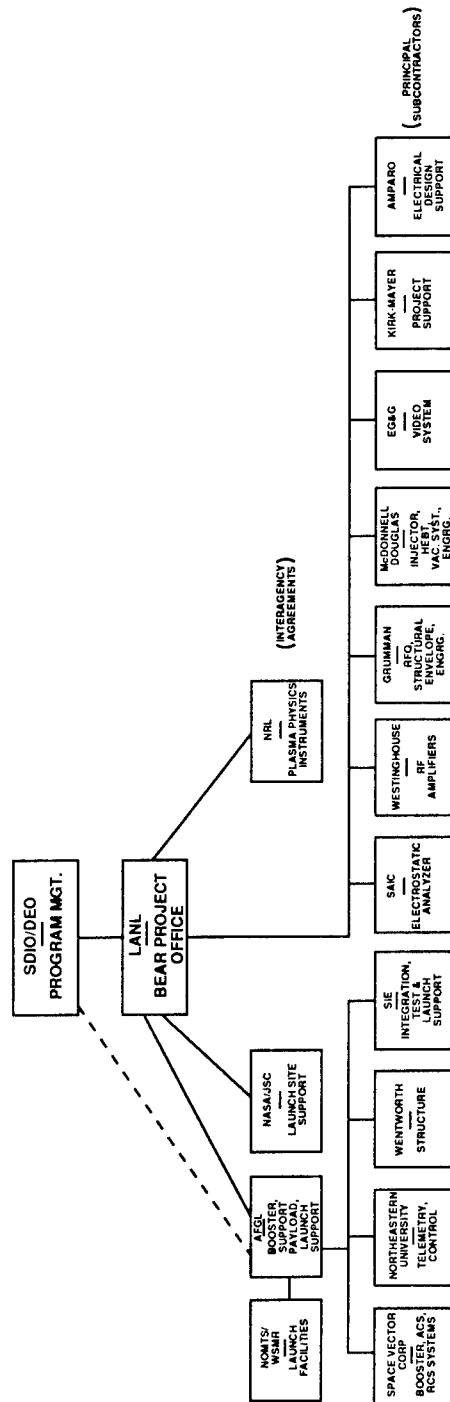 SDIO/DEO
PROGRAM MGT.
LANL
BEAR PROJECT
OFFICE
NOMTS/
WSMR
LAUNCH
FACILITIES
AFGL
BOOSTER,
SUPPORT
PAYLOAD,
LAUNCH
SUPPORT
NASA/JSC
LAUNCH SITE
SUPPORT
NRL
PLASMA PHYSICS
INSTRUMENTS
(INTERAGENCY
AGREEMENTS)
SPACE VECTOR
CORP
BOOSTER, ACS,
RCS SYSTEMS
NORTHEASTERN
UNIVERSITY
TELEMETRY,
CONTROL
WENTWORTH
STRUCTURE
SIE
INTEGRATION,
TEST &
LAUNCH
SUPPORT
SAIC
ELECTROSTATIC
ANALYZER
WESTINGHOUSE
RF
AMPLIFIERS
GRUMMAN
RFQ,
STRUCTURAL
ENVELOPE,
ENGRG.
McDONNELL
DOUGLAS
INJECTOR,
HEBT
VAC. SYST.,
ENGRG.
EG&G
VIDEO
SYSTEM
KIRK-MAYER
PROJECT
SUPPORT
AMPARO
ELECTRICAL
DESIGN
SUPPORT
(PRINCIPAL
SUBCONTRACTORS)